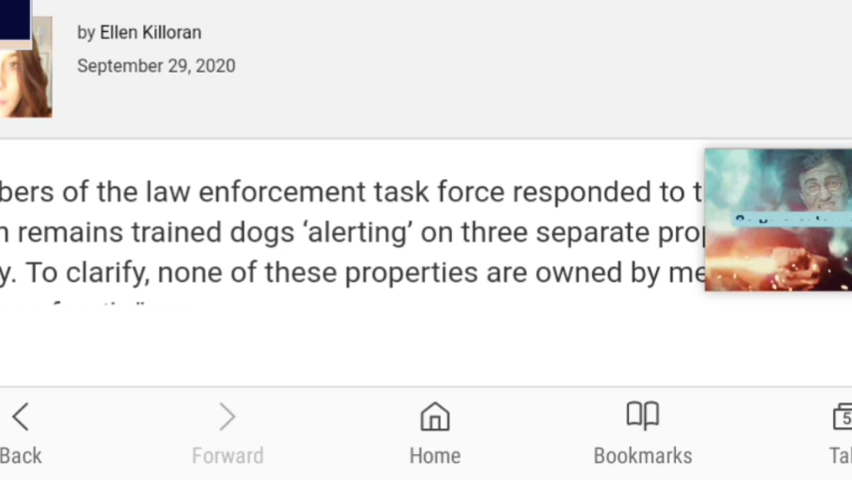 by Ellen Killoran
September 29, 2020
bers of the law enforcement task force responded to t
n remains trained dogs ‘alerting’ on three separate prop
y. To clarify, none of these properties are owned by me
Back
Forward
Home
Bookmarks
5
Ta